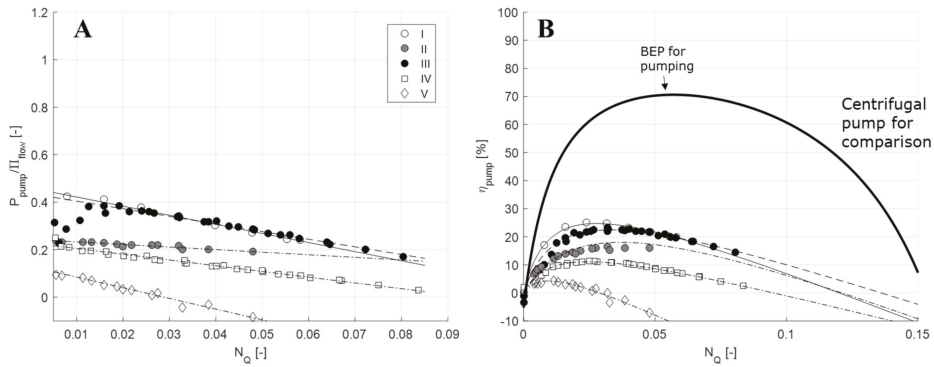 A
1.2
1
0.8
0.6
0.4
0.2
0
P_pump/Π_flow [-]
I
II
III
IV
V
0.01 0.02 0.03 0.04 0.05 0.06 0.07 0.08 0.09
N_Q [-]
B
100
90
80
70
60
50
40
30
20
10
0
-10
η_pump [%]
BEP for
pumping
Centrifugal
pump for
comparison
0 0.05 0.1 0.15
N_Q [-]